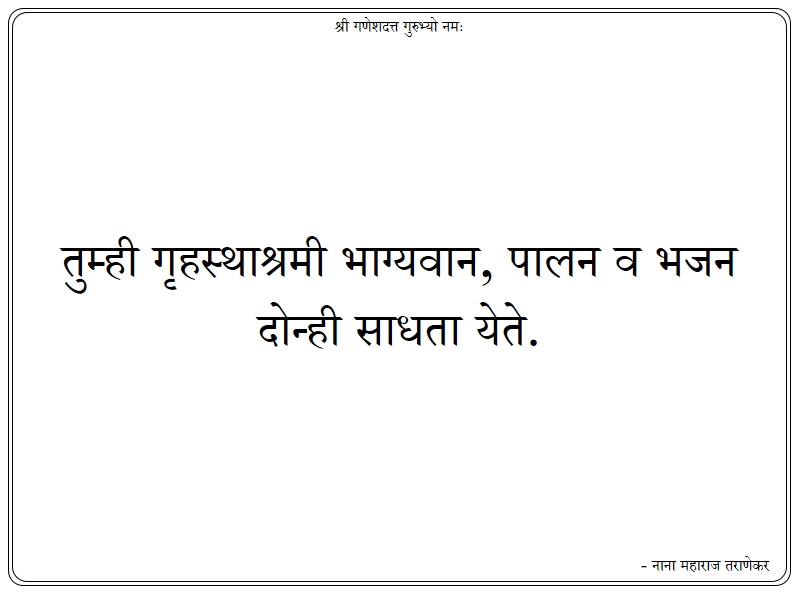 श्री गणेशदत्त गुरुभ्यो नमः
तुम्ही गृहस्थाश्रमी भाग्यवान, पालन व भजन
दोन्ही साधता येते.
- नाना महाराज तराणेकर